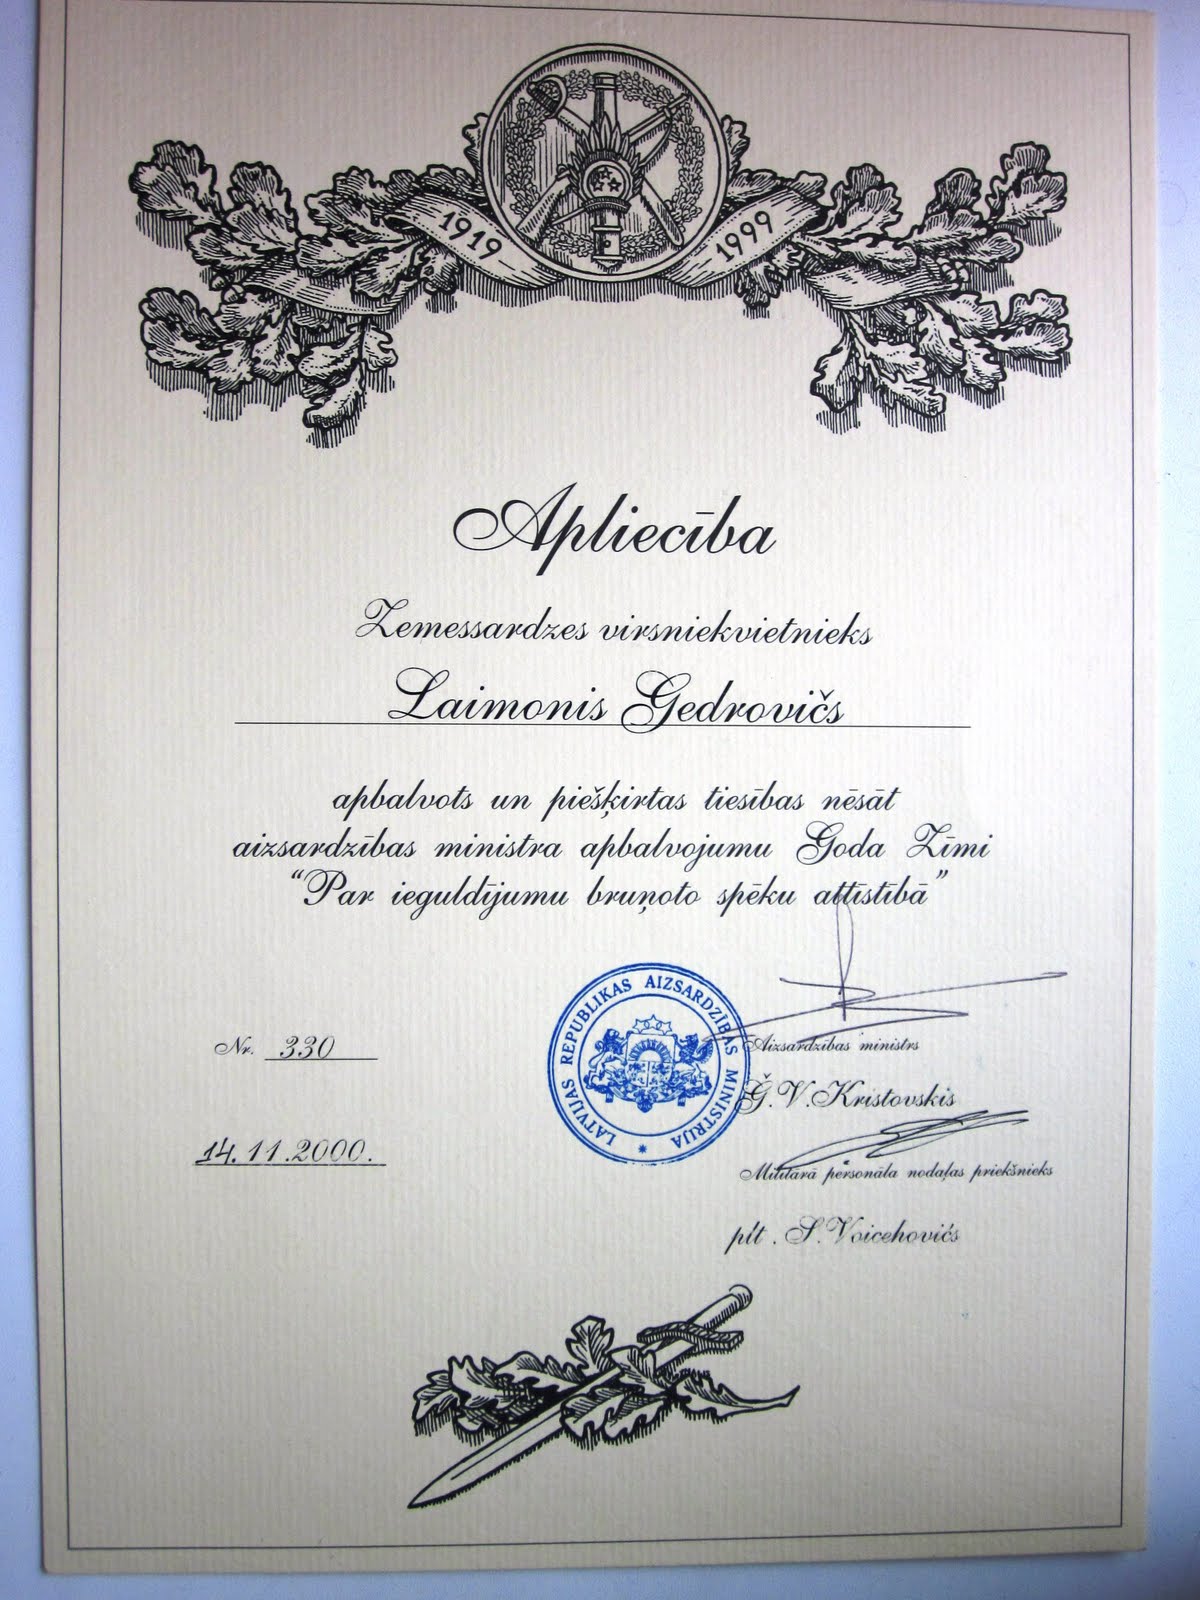 1919
1999
Apliecība
Zemessardzes virsniekvietnieks
Laimonis Gedrovičs
apbalvots un piešķirtas tiesības nēsāt
aizsardzības ministra apbalvojumu Goda Zīmi
“Par ieguldījumu bruņoto spēku attīstībā”
LATVIJAS REPUBLIKAS AIZSARDZĪBAS MINISTRIJA
Nr. 330
Aizsardzības ministrs
Ģ.V.Kristovskis
14.11.2000.
Militārā personāla nodaļas priekšnieks
plt. S.Voicehovičs